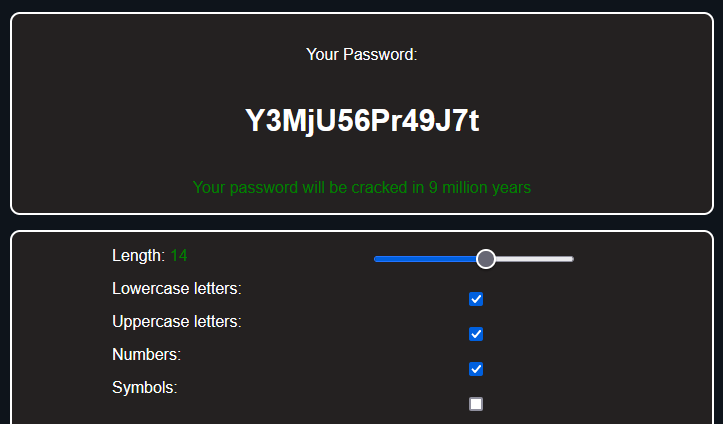 Your Password:
Y3MjU56Pr49J7t
Your password will be cracked in 9 million years
Length: 14
Lowercase letters:
Uppercase letters:
Numbers:
Symbols: